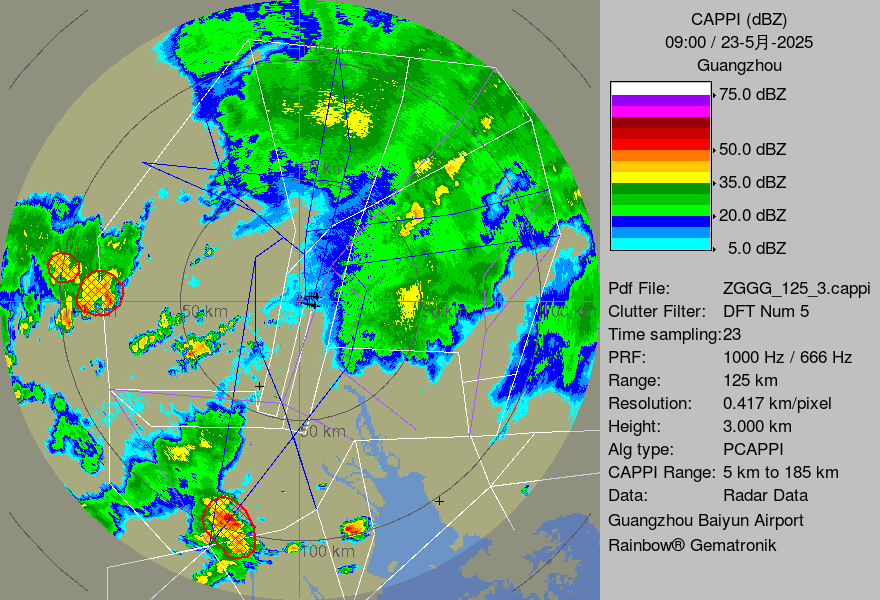 CAPPI (dBZ)
09:00 / 23-5月-2025
Guangzhou
75.0 dBZ
50.0 dBZ
35.0 dBZ
20.0 dBZ
5.0 dBZ
Pdf File: ZGGG_125_3.cappi
Clutter Filter: DFT Num 5
Time sampling:23
PRF: 1000 Hz / 666 Hz
Range: 125 km
Resolution: 0.417 km/pixel
Height: 3.000 km
Alg type: PCAPPI
CAPPI Range: 5 km to 185 km
Data: Radar Data
Guangzhou Baiyun Airport
Rainbow® Gematronik
50 km
50 km
100 km